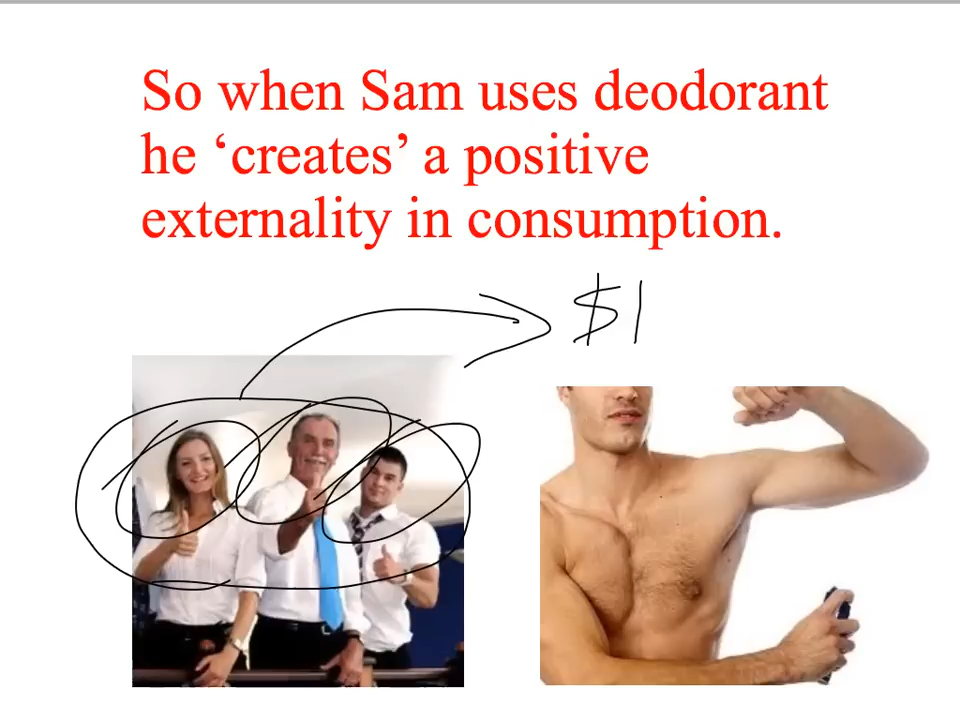 So when Sam uses deodorant
he ‘creates’ a positive
externality in consumption.
$1